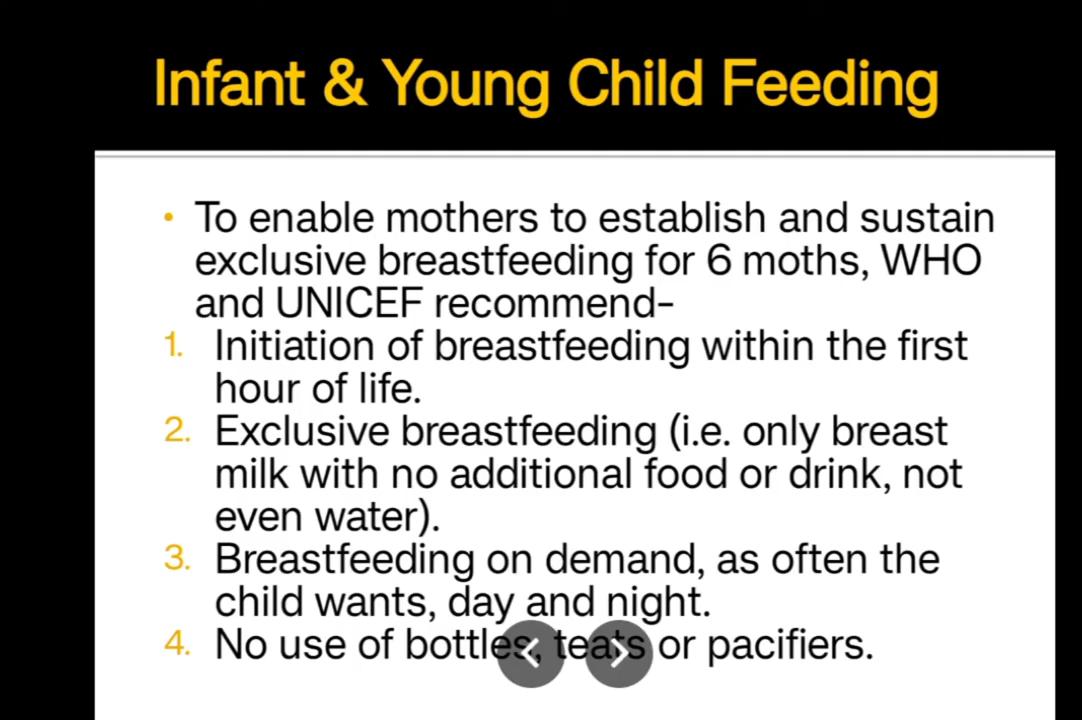 Infant & Young Child Feeding
• To enable mothers to establish and sustain
exclusive breastfeeding for 6 moths, WHO
and UNICEF recommend-
1. Initiation of breastfeeding within the first
hour of life.
2. Exclusive breastfeeding (i.e. only breast
milk with no additional food or drink, not
even water).
3. Breastfeeding on demand, as often the
child wants, day and night.
4. No use of bottles, teats or pacifiers.